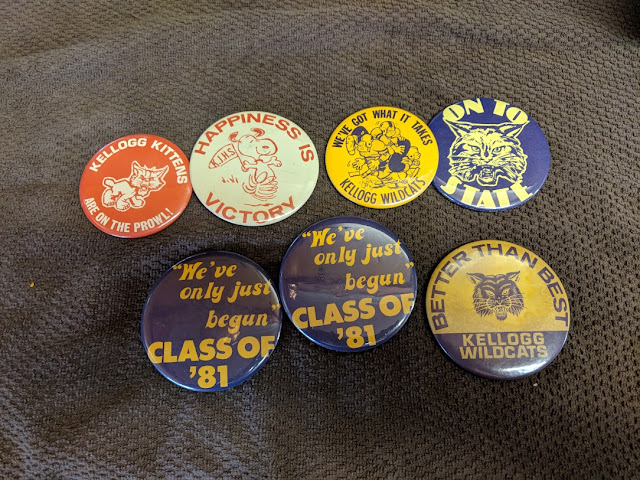 KELLOGG KITTENS
ARE ON THE PROWL!
HAPPINESS IS
KJHS
VICTORY
WE'VE GOT WHAT IT TAKES
KELLOGG WILDCATS
ON TO
STATE
"We've
only just
begun"
CLASS OF
'81
"We've
only just
begun"
CLASS OF
'81
BETTER THAN BEST
KELLOGG
WILDCATS